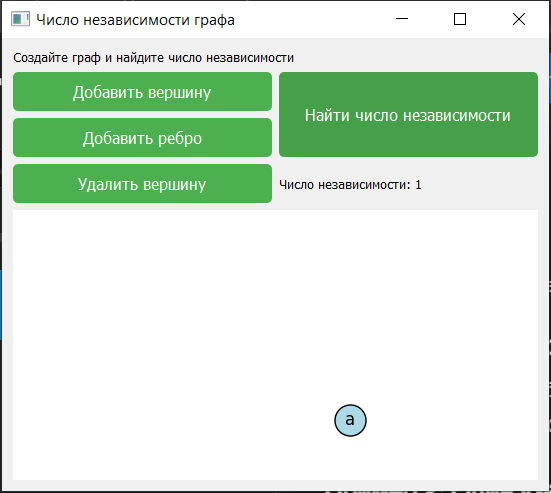 Число независимости графа
Создайте граф и найдите число независимости
Добавить вершину
Найти число независимости
Добавить ребро
Удалить вершину
Число независимости: 1
a